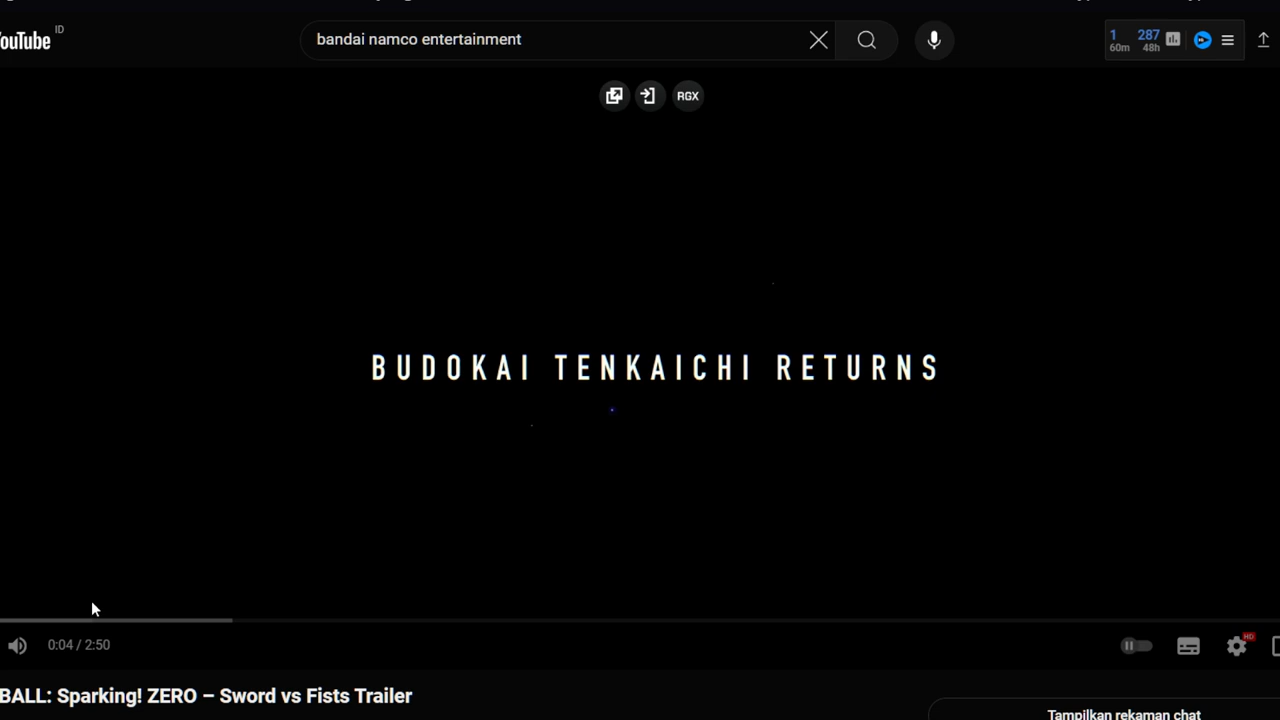 ouTube ID
bandai namco entertainment
1 287
60m 48h
RGX
BUDOKAI TENKAICHI RETURNS
0:04 / 2:50
HD
BALL: Sparking! ZERO – Sword vs Fists Trailer
Tampilkan rekaman chat